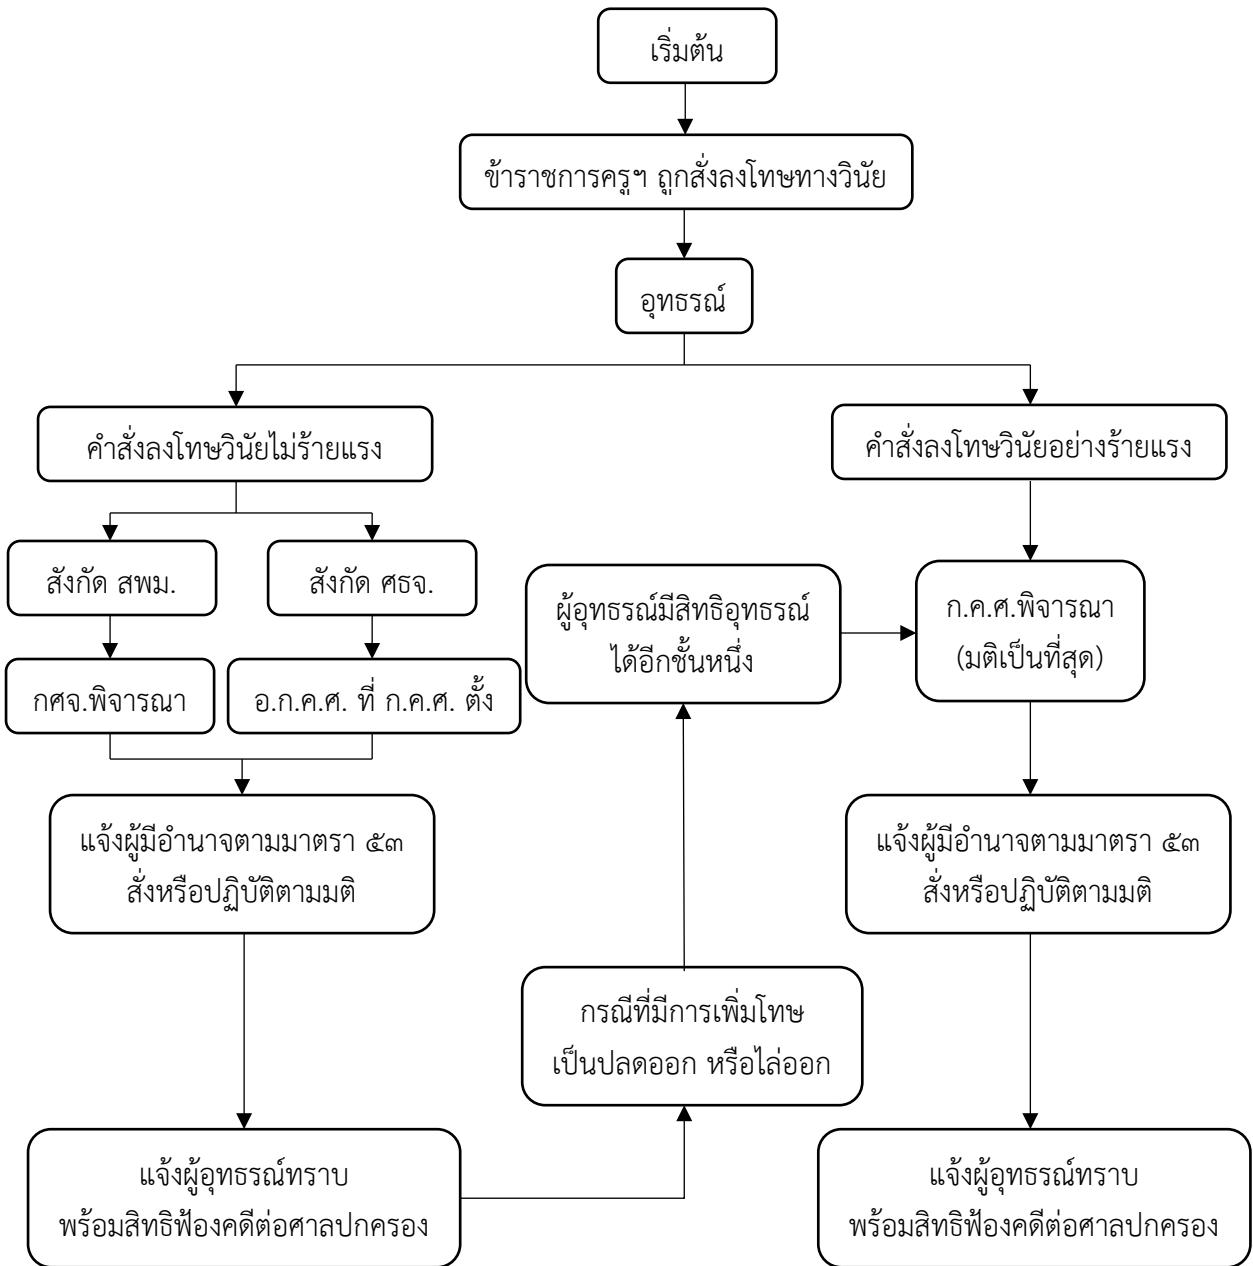 เริ่มต้น
ข้าราชการครูฯ ถูกสั่งลงโทษทางวินัย
อุทธรณ์
คำสั่งลงโทษวินัยไม่ร้ายแรง
คำสั่งลงโทษวินัยอย่างร้ายแรง
สังกัด สพม.
สังกัด ศธจ.
ผู้อุทธรณ์มีสิทธิอุทธรณ์
ได้อีกชั้นหนึ่ง
ก.ค.ศ.พิจารณา
(มติเป็นที่สุด)
กศจ.พิจารณา
อ.ก.ค.ศ. ที่ ก.ค.ศ. ตั้ง
แจ้งผู้มีอำนาจตามมาตรา ๕๓
สั่งหรือปฏิบัติตามมติ
แจ้งผู้มีอำนาจตามมาตรา ๕๓
สั่งหรือปฏิบัติตามมติ
กรณีที่มีการเพิ่มโทษ
เป็นปลดออก หรือไล่ออก
แจ้งผู้อุทธรณ์ทราบ
พร้อมสิทธิฟ้องคดีต่อศาลปกครอง
แจ้งผู้อุทธรณ์ทราบ
พร้อมสิทธิฟ้องคดีต่อศาลปกครอง